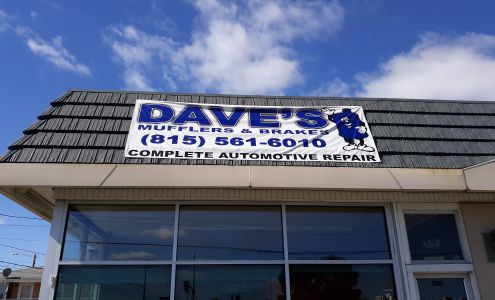 DAVE'S
MUFFLERS & BRAKES
(815) 561-6010
COMPLETE AUTOMOTIVE REPAIR